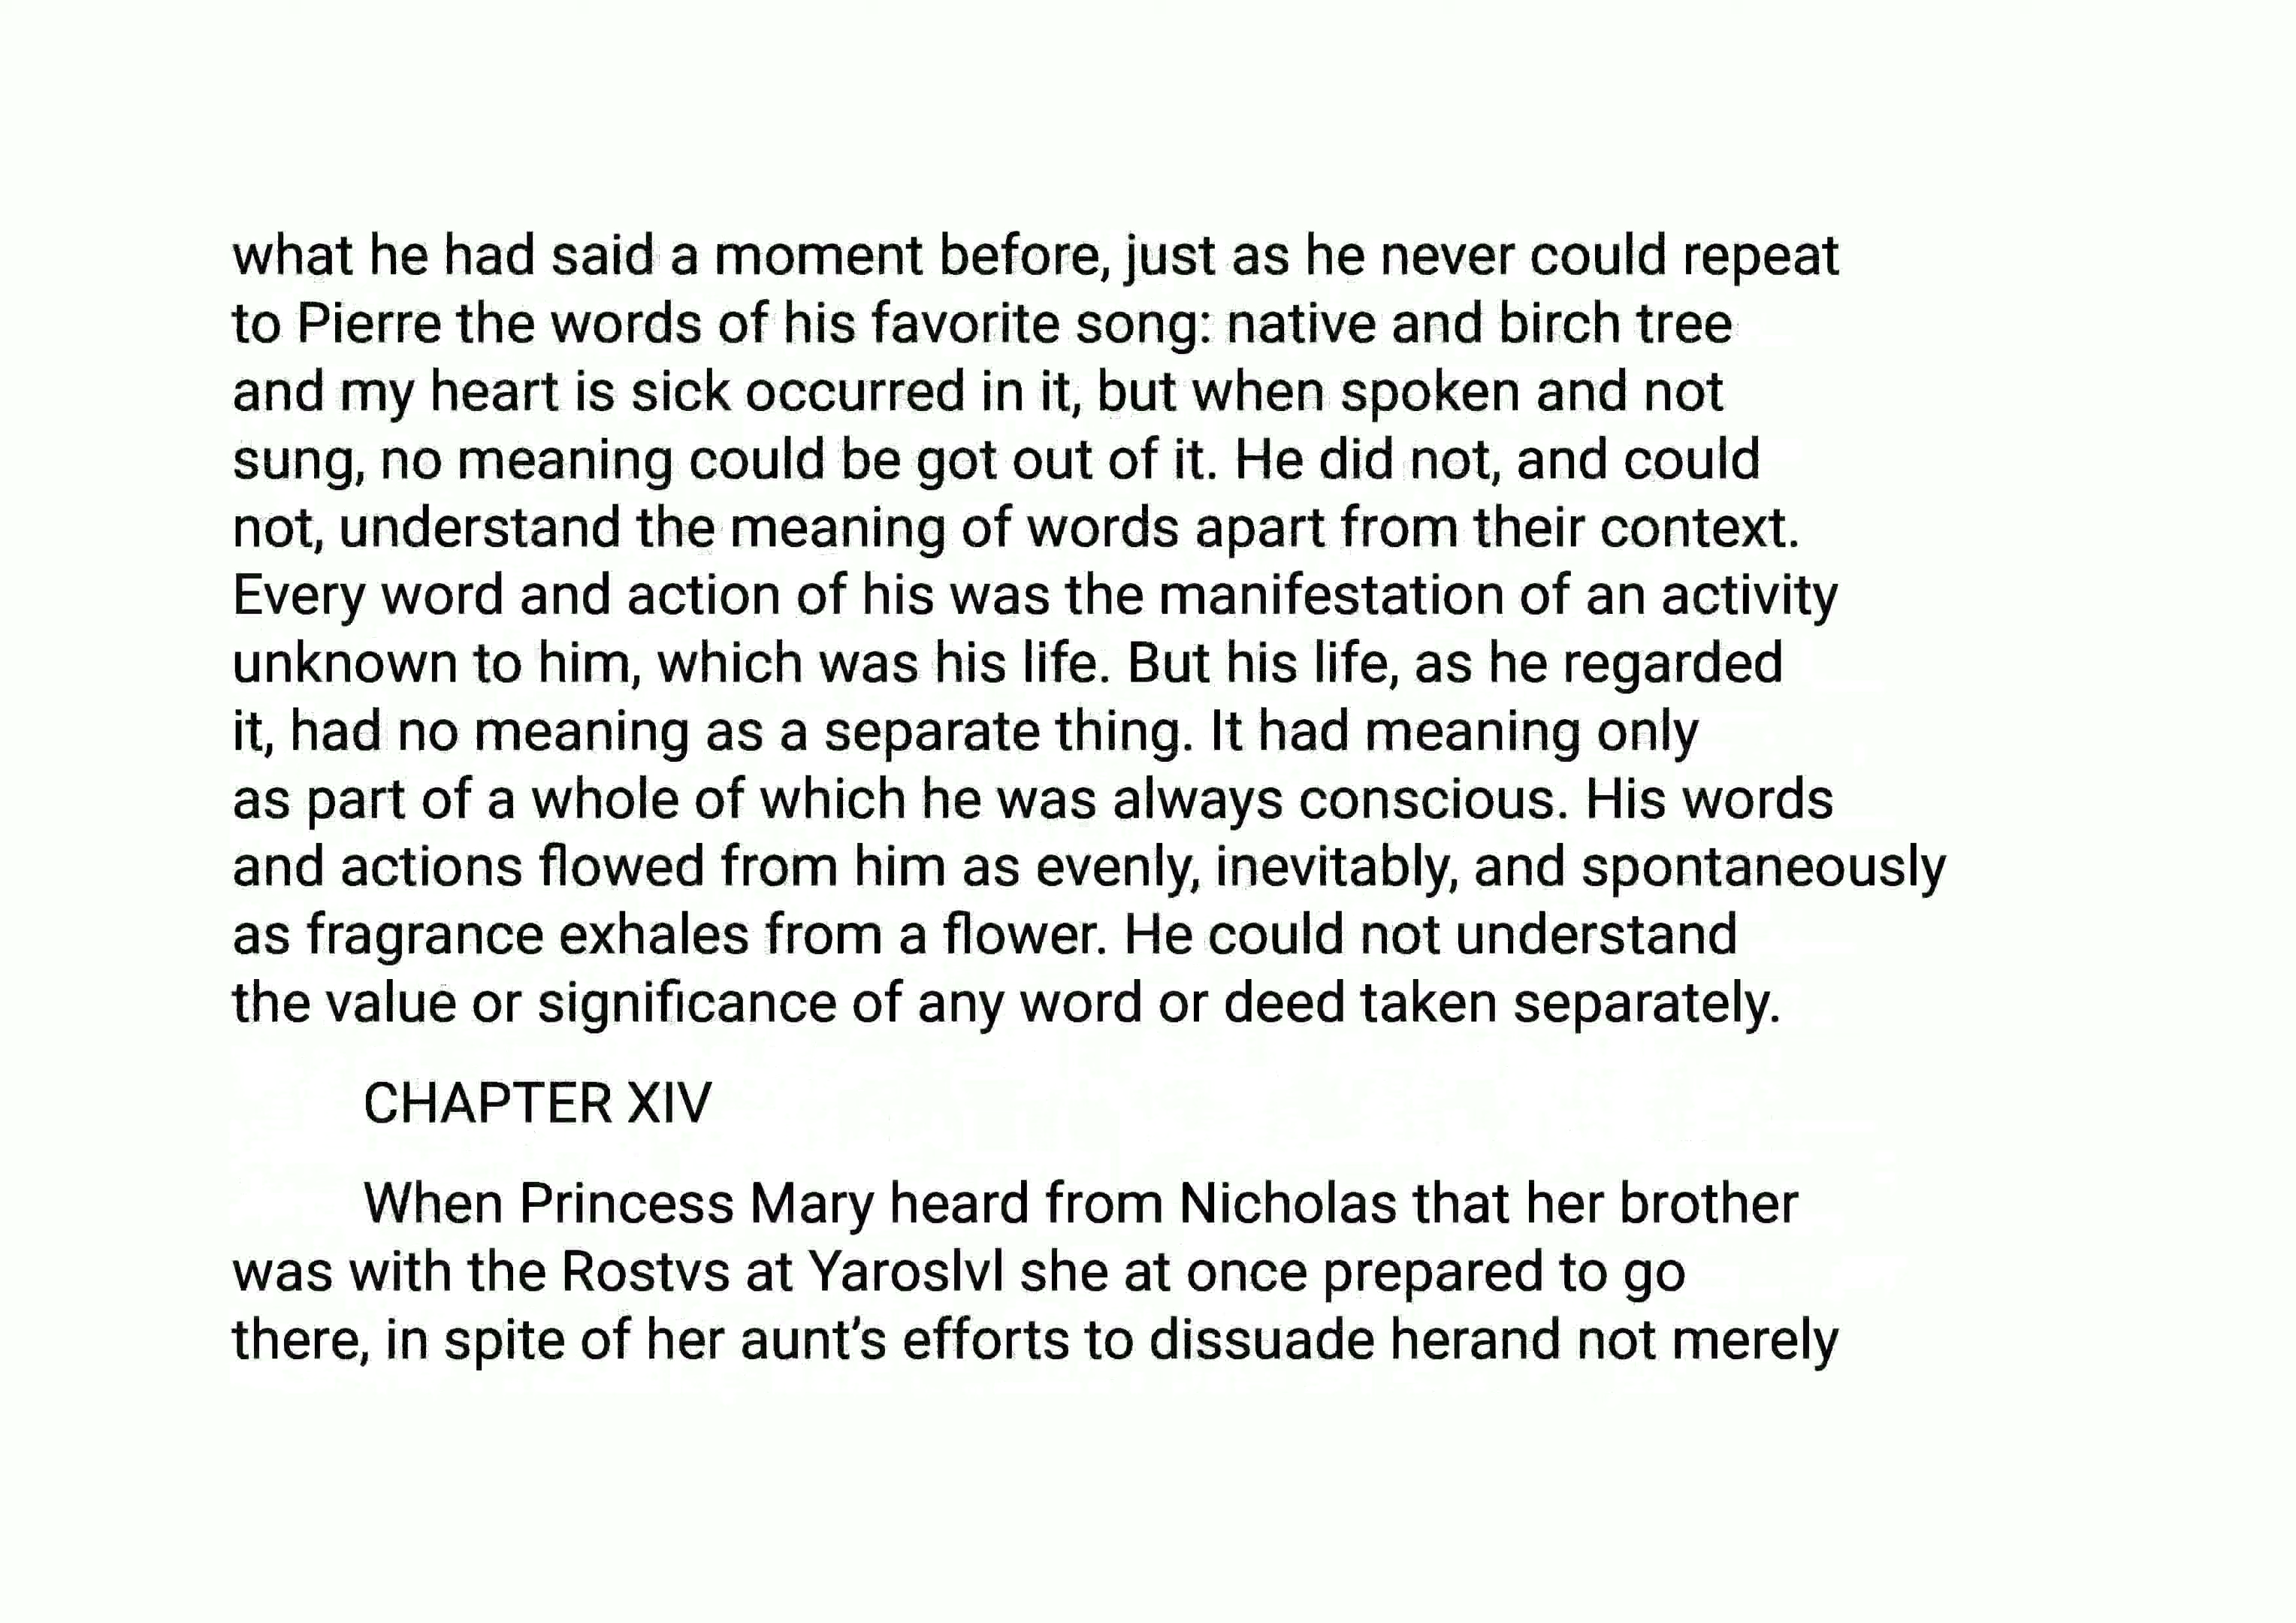 what he had said a moment before, just as he never could repeat
to Pierre the words of his favorite song: native and birch tree
and my heart is sick occurred in it, but when spoken and not
sung, no meaning could be got out of it. He did not, and could
not, understand the meaning of words apart from their context.
Every word and action of his was the manifestation of an activity
unknown to him, which was his life. But his life, as he regarded
it, had no meaning as a separate thing. It had meaning only
as part of a whole of which he was always conscious. His words
and actions flowed from him as evenly, inevitably, and spontaneously
as fragrance exhales from a flower. He could not understand
the value or significance of any word or deed taken separately.
CHAPTER XIV
When Princess Mary heard from Nicholas that her brother
was with the Rostvs at Yaroslvl she at once prepared to go
there, in spite of her aunt’s efforts to dissuade herand not merely